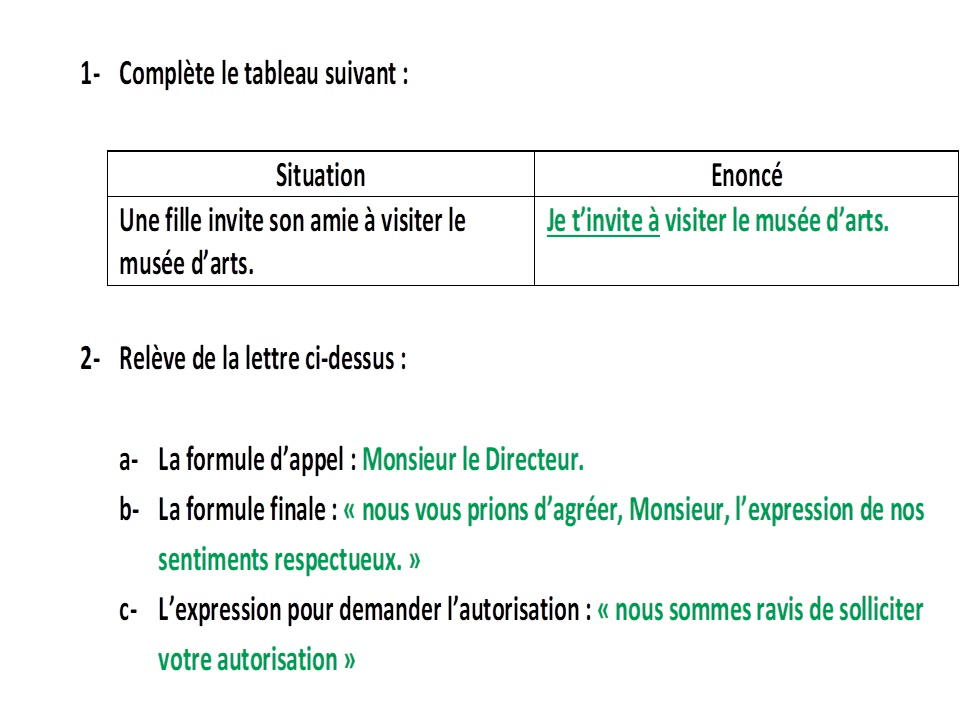 1- Complète le tableau suivant :
Situation
Enoncé
Une fille invite son amie à visiter le
musée d’arts.
Je t’invite à visiter le musée d’arts.
2- Relève de la lettre ci-dessus :
a- La formule d’appel : Monsieur le Directeur.
b- La formule finale : « nous vous prions d’agréer, Monsieur, l’expression de nos
sentiments respectueux. »
c- L’expression pour demander l’autorisation : « nous sommes ravis de solliciter
votre autorisation »